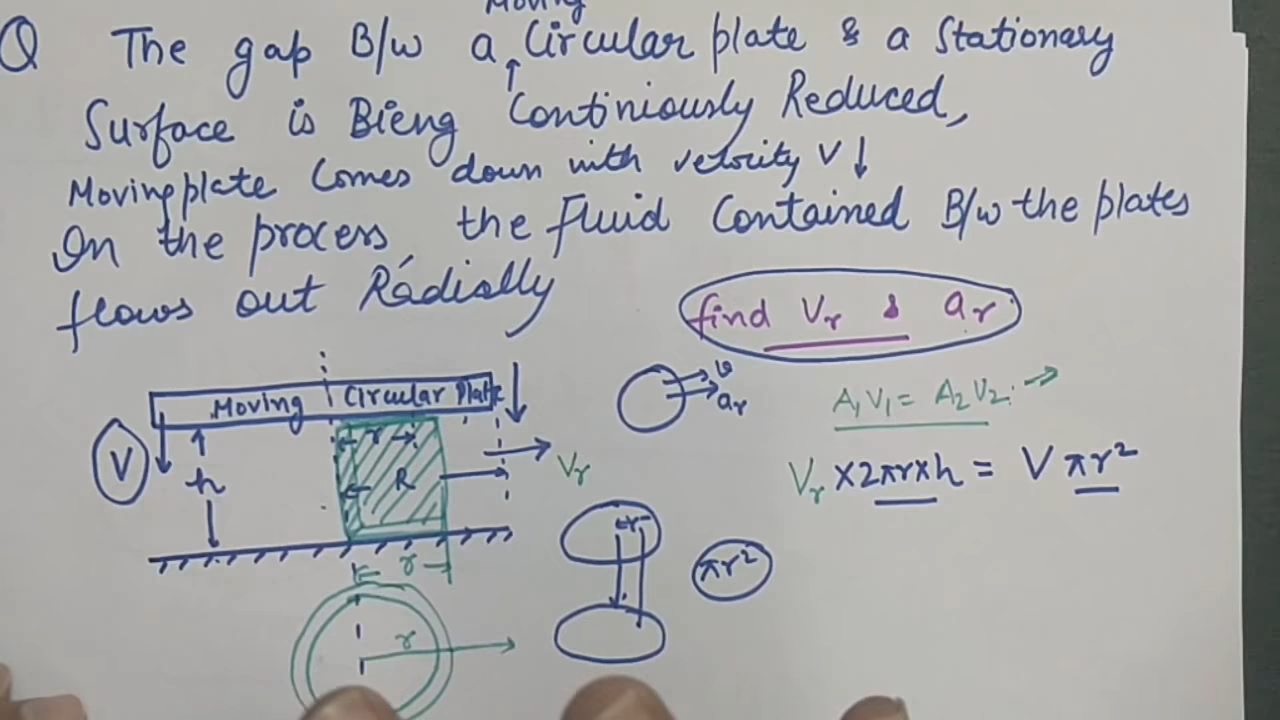 Moving
Q The gap B/w a Circular plate & a Stationary
Surface is Bieng Continiously Reduced,
Moving plate Comes down with velocity V ↓
In the process, the Fluid Contained B/w the plates
flows out Radially
find Vr & ar
Moving Circular Plate
V
h
r
R
Vr
v
ar
A₁V₁ = A₂V₂
Vr × 2πr × h = V πr²
r
πr²
r
r